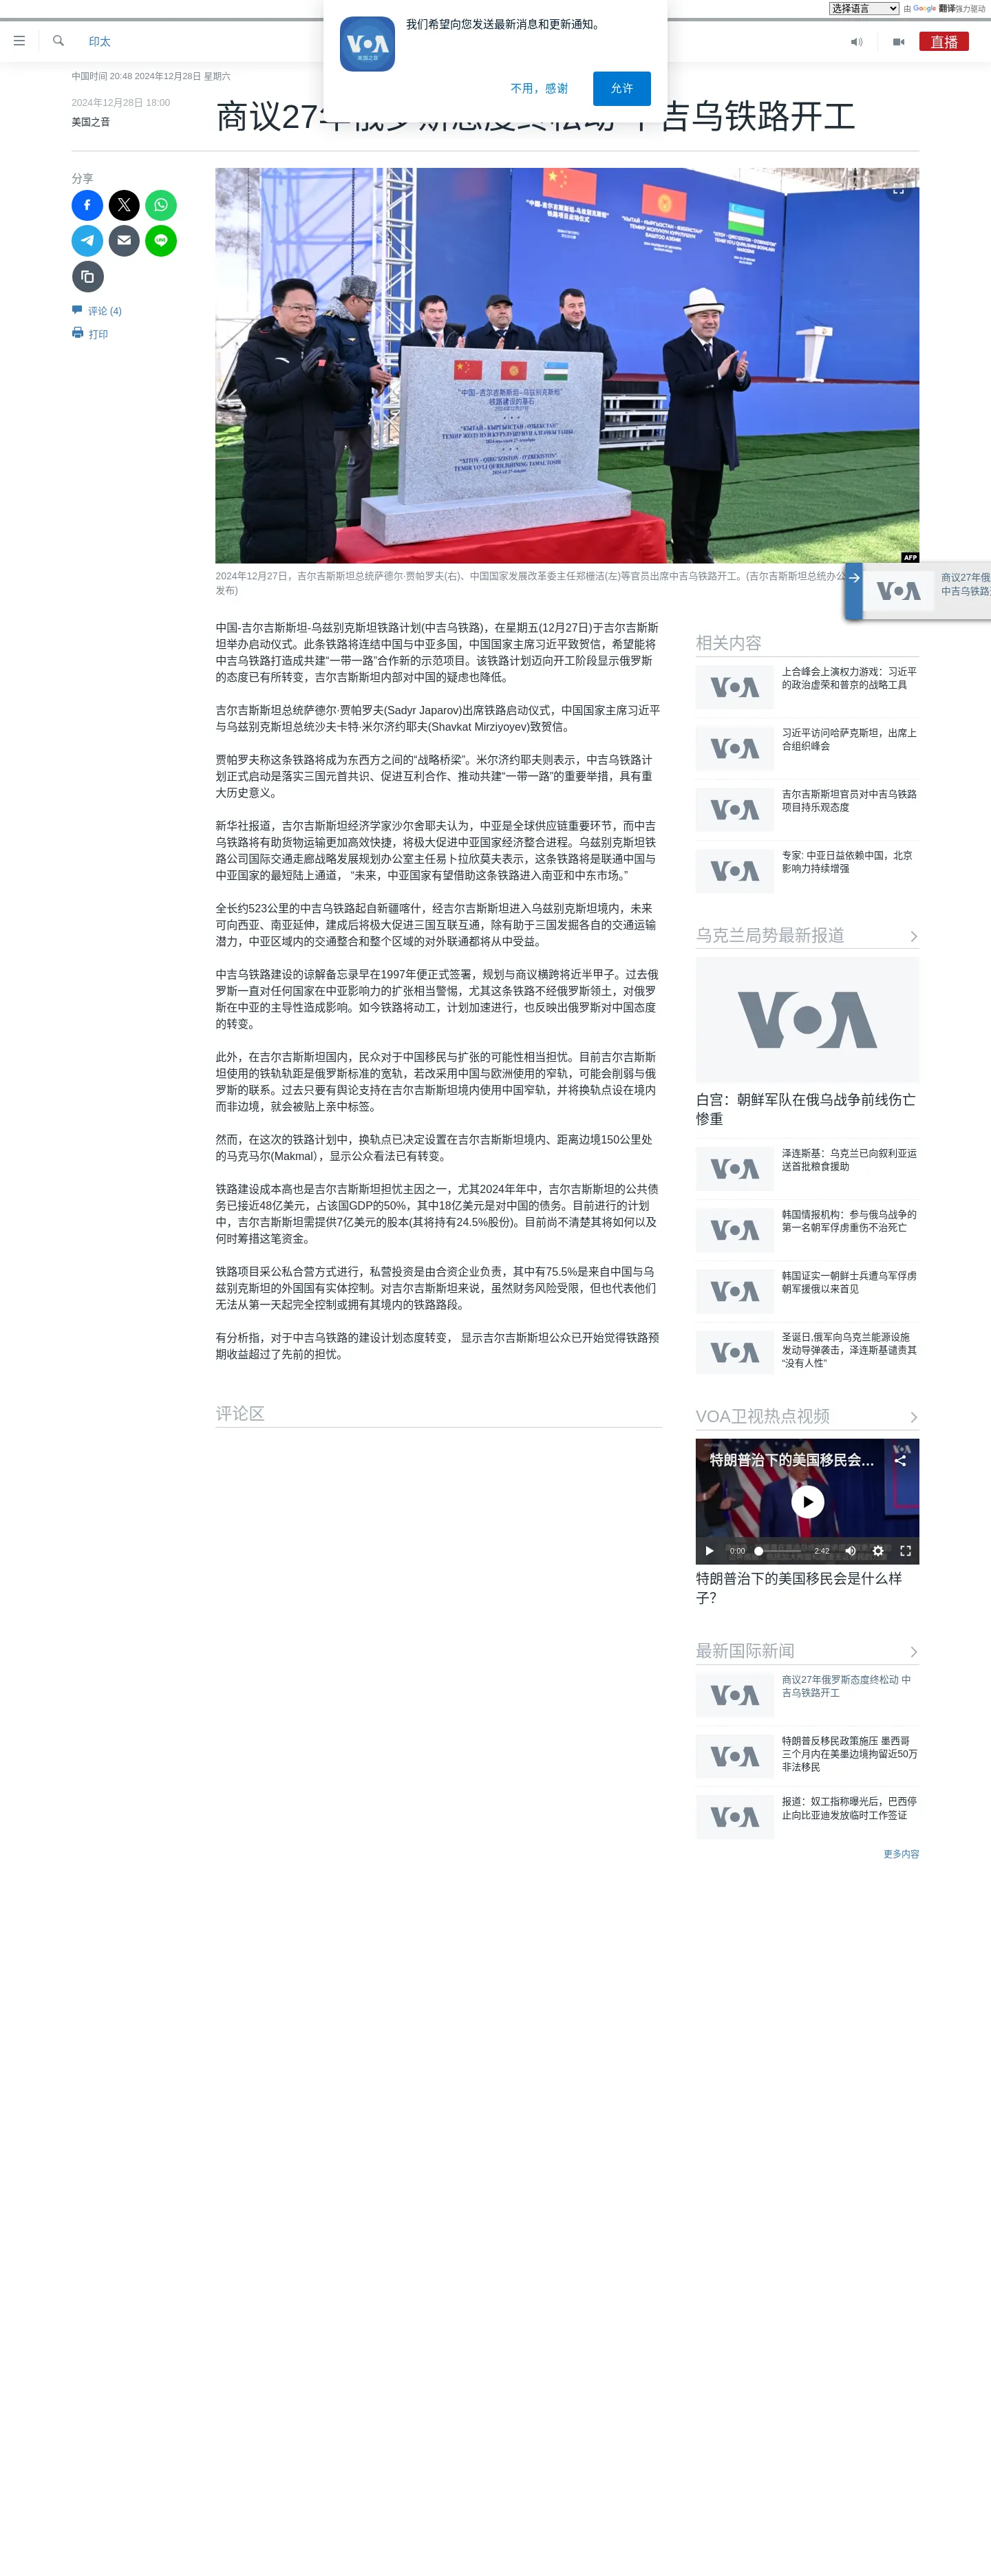 选择语言 由 Google 翻译强力驱动
我们希望向您发送最新消息和更新通知。
VOA
美国之音
不用，感谢
允许
印太
直播
中国时间 20:48 2024年12月28日 星期六
2024年12月28日 18:00
美国之音
商议27年俄罗斯态度终松动 中吉乌铁路开工
分享
评论 (4)
打印
"中国-吉尔吉斯斯坦-乌兹别克斯坦"
铁路建设的基石
2024年12月27日
AFP
2024年12月27日，吉尔吉斯斯坦总统萨德尔·贾帕罗夫(右)、中国国家发展改革委主任郑栅洁(左)等官员出席中吉乌铁路开工。(吉尔吉斯斯坦总统办公
发布)
商议27年俄
中吉乌铁路
中国-吉尔吉斯斯坦-乌兹别克斯坦铁路计划(中吉乌铁路)，在星期五(12月27日)于吉尔吉斯斯
坦举办启动仪式。此条铁路将连结中国与中亚多国，中国国家主席习近平致贺信，希望能将
中吉乌铁路打造成共建“一带一路”合作新的示范项目。该铁路计划迈向开工阶段显示俄罗斯
的态度已有所转变，吉尔吉斯斯坦内部对中国的疑虑也降低。
吉尔吉斯斯坦总统萨德尔·贾帕罗夫(Sadyr Japarov)出席铁路启动仪式，中国国家主席习近平
与乌兹别克斯坦总统沙夫卡特·米尔济约耶夫(Shavkat Mirziyoyev)致贺信。
贾帕罗夫称这条铁路将成为东西方之间的“战略桥梁”。米尔济约耶夫则表示，中吉乌铁路计
划正式启动是落实三国元首共识、促进互利合作、推动共建“一带一路”的重要举措，具有重
大历史意义。
新华社报道，吉尔吉斯斯坦经济学家沙尔舍耶夫认为，中亚是全球供应链重要环节，而中吉
乌铁路将有助货物运输更加高效快捷，将极大促进中亚国家经济整合进程。乌兹别克斯坦铁
路公司国际交通走廊战略发展规划办公室主任易卜拉欣莫夫表示，这条铁路将是联通中国与
中亚国家的最短陆上通道， “未来，中亚国家有望借助这条铁路进入南亚和中东市场。”
全长约523公里的中吉乌铁路起自新疆喀什，经吉尔吉斯斯坦进入乌兹别克斯坦境内，未来
可向西亚、南亚延伸，建成后将极大促进三国互联互通，除有助于三国发掘各自的交通运输
潜力，中亚区域内的交通整合和整个区域的对外联通都将从中受益。
中吉乌铁路建设的谅解备忘录早在1997年便正式签署，规划与商议横跨将近半甲子。过去俄
罗斯一直对任何国家在中亚影响力的扩张相当警惕，尤其这条铁路不经俄罗斯领土，对俄罗
斯在中亚的主导性造成影响。如今铁路将动工，计划加速进行，也反映出俄罗斯对中国态度
的转变。
此外，在吉尔吉斯斯坦国内，民众对于中国移民与扩张的可能性相当担忧。目前吉尔吉斯斯
坦使用的铁轨轨距是俄罗斯标准的宽轨，若改采用中国与欧洲使用的窄轨，可能会削弱与俄
罗斯的联系。过去只要有舆论支持在吉尔吉斯斯坦境内使用中国窄轨，并将换轨点设在境内
而非边境，就会被贴上亲中标签。
然而，在这次的铁路计划中，换轨点已决定设置在吉尔吉斯斯坦境内、距离边境150公里处
的马克马尔(Makmal），显示公众看法已有转变。
铁路建设成本高也是吉尔吉斯斯坦担忧主因之一，尤其2024年年中，吉尔吉斯斯坦的公共债
务已接近48亿美元，占该国GDP的50%，其中18亿美元是对中国的债务。目前进行的计划
中，吉尔吉斯斯坦需提供7亿美元的股本(其将持有24.5%股份)。目前尚不清楚其将如何以及
何时筹措这笔资金。
铁路项目采公私合营方式进行，私营投资是由合资企业负责，其中有75.5%是来自中国与乌
兹别克斯坦的外国国有实体控制。对吉尔吉斯斯坦来说，虽然财务风险受限，但也代表他们
无法从第一天起完全控制或拥有其境内的铁路路段。
有分析指，对于中吉乌铁路的建设计划态度转变， 显示吉尔吉斯斯坦公众已开始觉得铁路预
期收益超过了先前的担忧。
评论区
相关内容
上合峰会上演权力游戏：习近平
的政治虚荣和普京的战略工具
习近平访问哈萨克斯坦，出席上
合组织峰会
吉尔吉斯斯坦官员对中吉乌铁路
项目持乐观态度
专家: 中亚日益依赖中国，北京
影响力持续增强
乌克兰局势最新报道
VOA
白宫：朝鲜军队在俄乌战争前线伤亡
惨重
泽连斯基：乌克兰已向叙利亚运
送首批粮食援助
韩国情报机构：参与俄乌战争的
第一名朝军俘虏重伤不治死亡
韩国证实一朝鲜士兵遭乌军俘虏
朝军援俄以来首见
圣诞日,俄军向乌克兰能源设施
发动导弹袭击，泽连斯基谴责其
“没有人性”
VOA卫视热点视频
特朗普治下的美国移民会...
VOA
0:00 2:42
特朗普治下的美国移民会是什么样
子？
最新国际新闻
商议27年俄罗斯态度终松动 中
吉乌铁路开工
特朗普反移民政策施压 墨西哥
三个月内在美墨边境拘留近50万
非法移民
报道：奴工指称曝光后，巴西停
止向比亚迪发放临时工作签证
更多内容